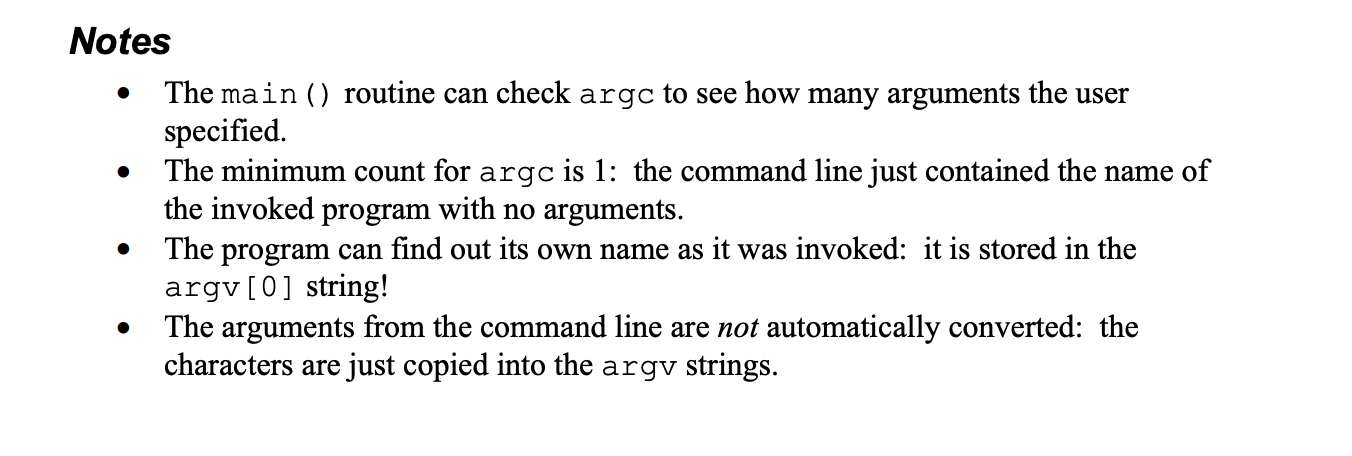 Notes
• The main() routine can check argc to see how many arguments the user
specified.
• The minimum count for argc is 1:  the command line just contained the name of
the invoked program with no arguments.
• The program can find out its own name as it was invoked:  it is stored in the
argv[0] string!
• The arguments from the command line are not automatically converted:  the
characters are just copied into the argv strings.